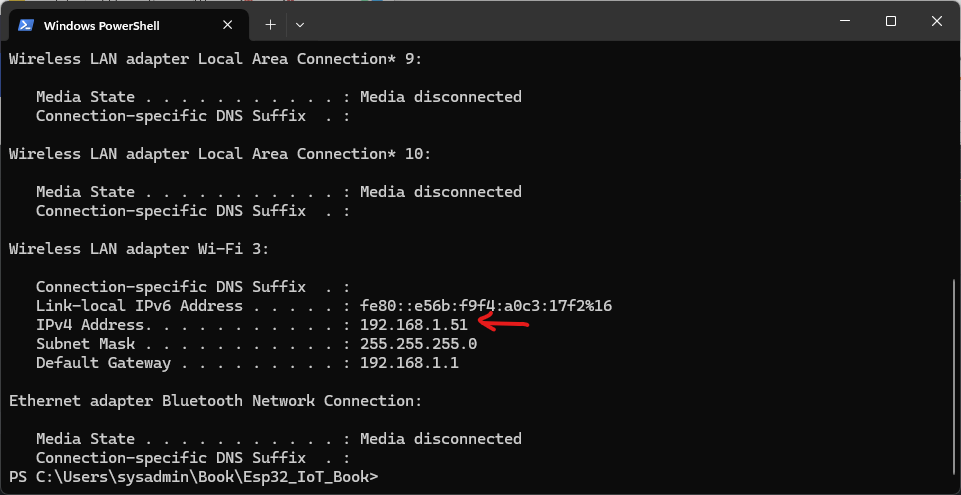 Windows PowerShell
Wireless LAN adapter Local Area Connection* 9:
Media State . . . . . . . . . . . : Media disconnected
Connection-specific DNS Suffix  . :
Wireless LAN adapter Local Area Connection* 10:
Media State . . . . . . . . . . . : Media disconnected
Connection-specific DNS Suffix  . :
Wireless LAN adapter Wi-Fi 3:
Connection-specific DNS Suffix  . :
Link-local IPv6 Address . . . . . : fe80::e56b:f9f4:a0c3:17f2%16
IPv4 Address. . . . . . . . . . . : 192.168.1.51
Subnet Mask . . . . . . . . . . . : 255.255.255.0
Default Gateway . . . . . . . . . : 192.168.1.1
Ethernet adapter Bluetooth Network Connection:
Media State . . . . . . . . . . . : Media disconnected
Connection-specific DNS Suffix  . :
PS C:\Users\sysadmin\Book\Esp32_IoT_Book>